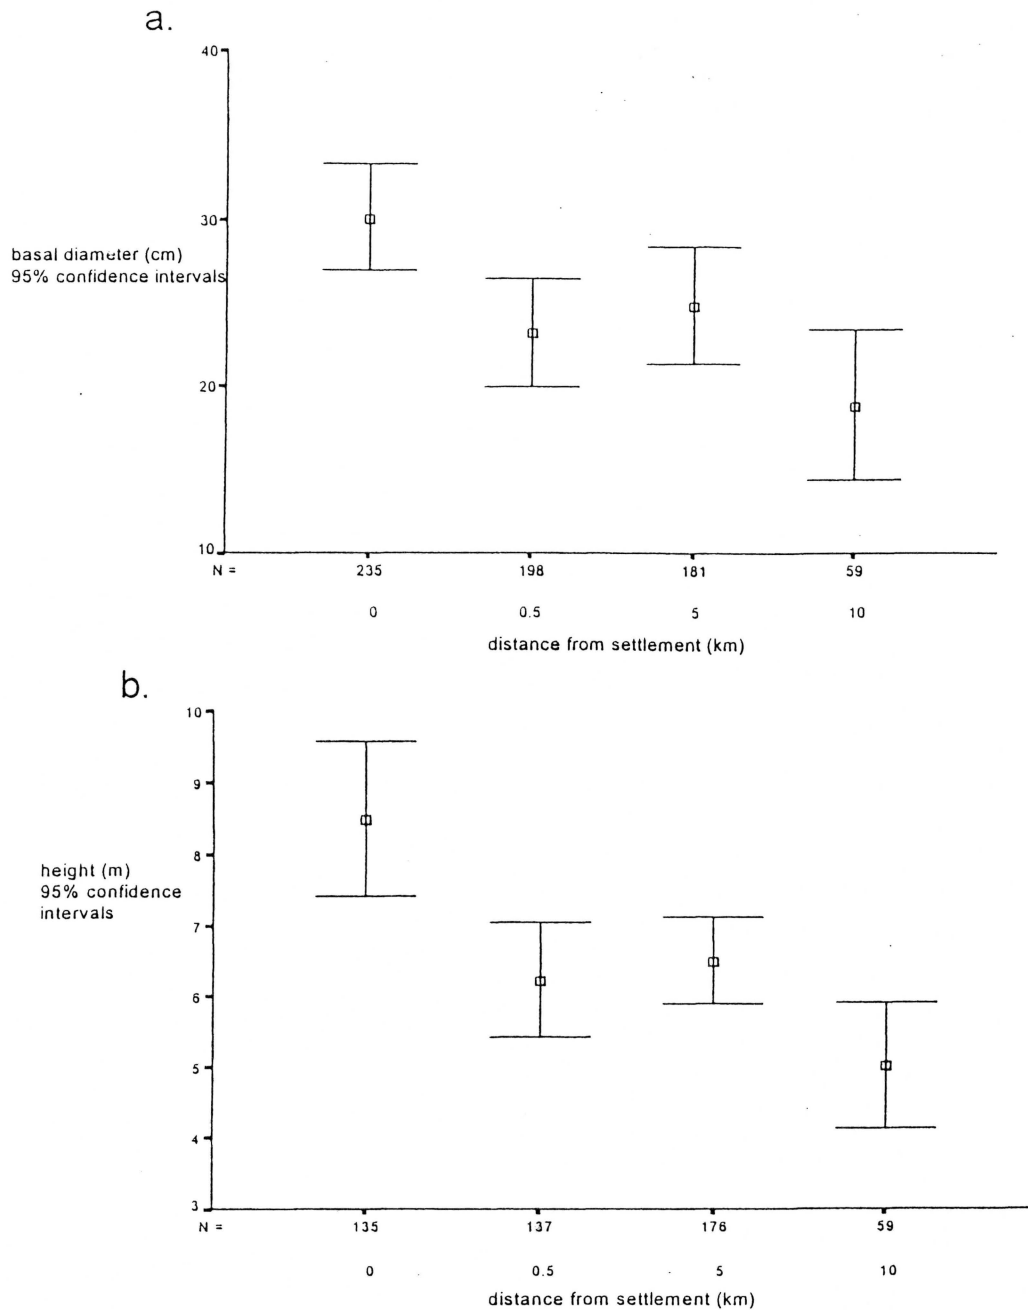 a.
40
30
basal diameter (cm)
95% confidence intervals
20
10
N =
235
198
181
59
0
0.5
5
10
distance from settlement (km)
b.
10
9
8
height (m)
95% confidence
intervals
7
6
5
4
3
N =
135
137
176
59
0
0.5
5
10
distance from settlement (km)